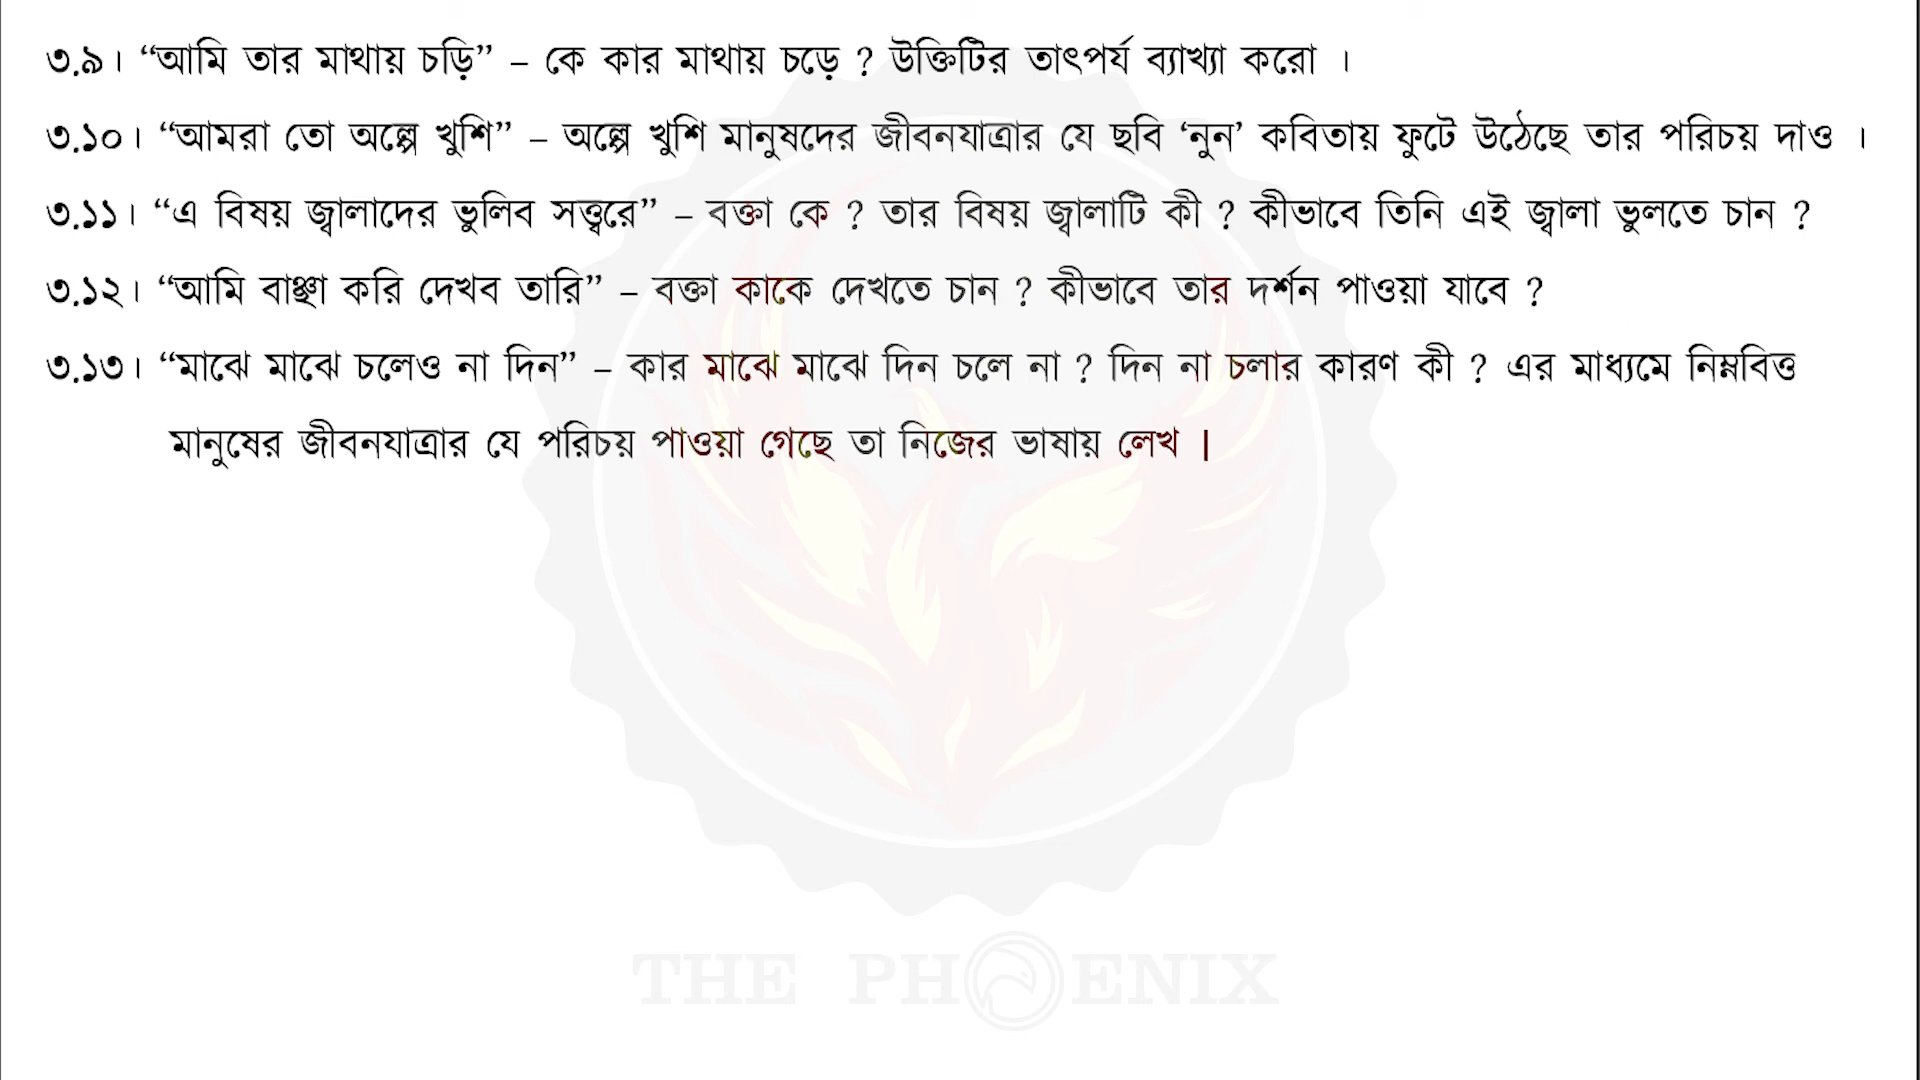 ৩.৯। “আমি তার মাথায় চড়ি” – কে কার মাথায় চড়ে ? উক্তিটির তাৎপর্য ব্যাখ্যা করো ।
৩.১০। “আমরা তো অল্পে খুশি” – অল্পে খুশি মানুষদের জীবনযাত্রার যে ছবি ‘নুন’ কবিতায় ফুটে উঠেছে তার পরিচয় দাও ।
৩.১১। “এ বিষয় জ্বালাদের ভুলিব সত্ত্বরে” – বক্তা কে ? তার বিষয় জ্বালাটি কী ? কীভাবে তিনি এই জ্বালা ভুলতে চান ?
৩.১২। “আমি বাঞ্ছা করি দেখব তারি” – বক্তা কাকে দেখতে চান ? কীভাবে তার দর্শন পাওয়া যাবে ?
৩.১৩। “মাঝে মাঝে চলেও না দিন” – কার মাঝে মাঝে দিন চলে না ? দিন না চলার কারণ কী ? এর মাধ্যমে নিম্নবিত্ত
মানুষের জীবনযাত্রার যে পরিচয় পাওয়া গেছে তা নিজের ভাষায় লেখ |
THE PHOENIX